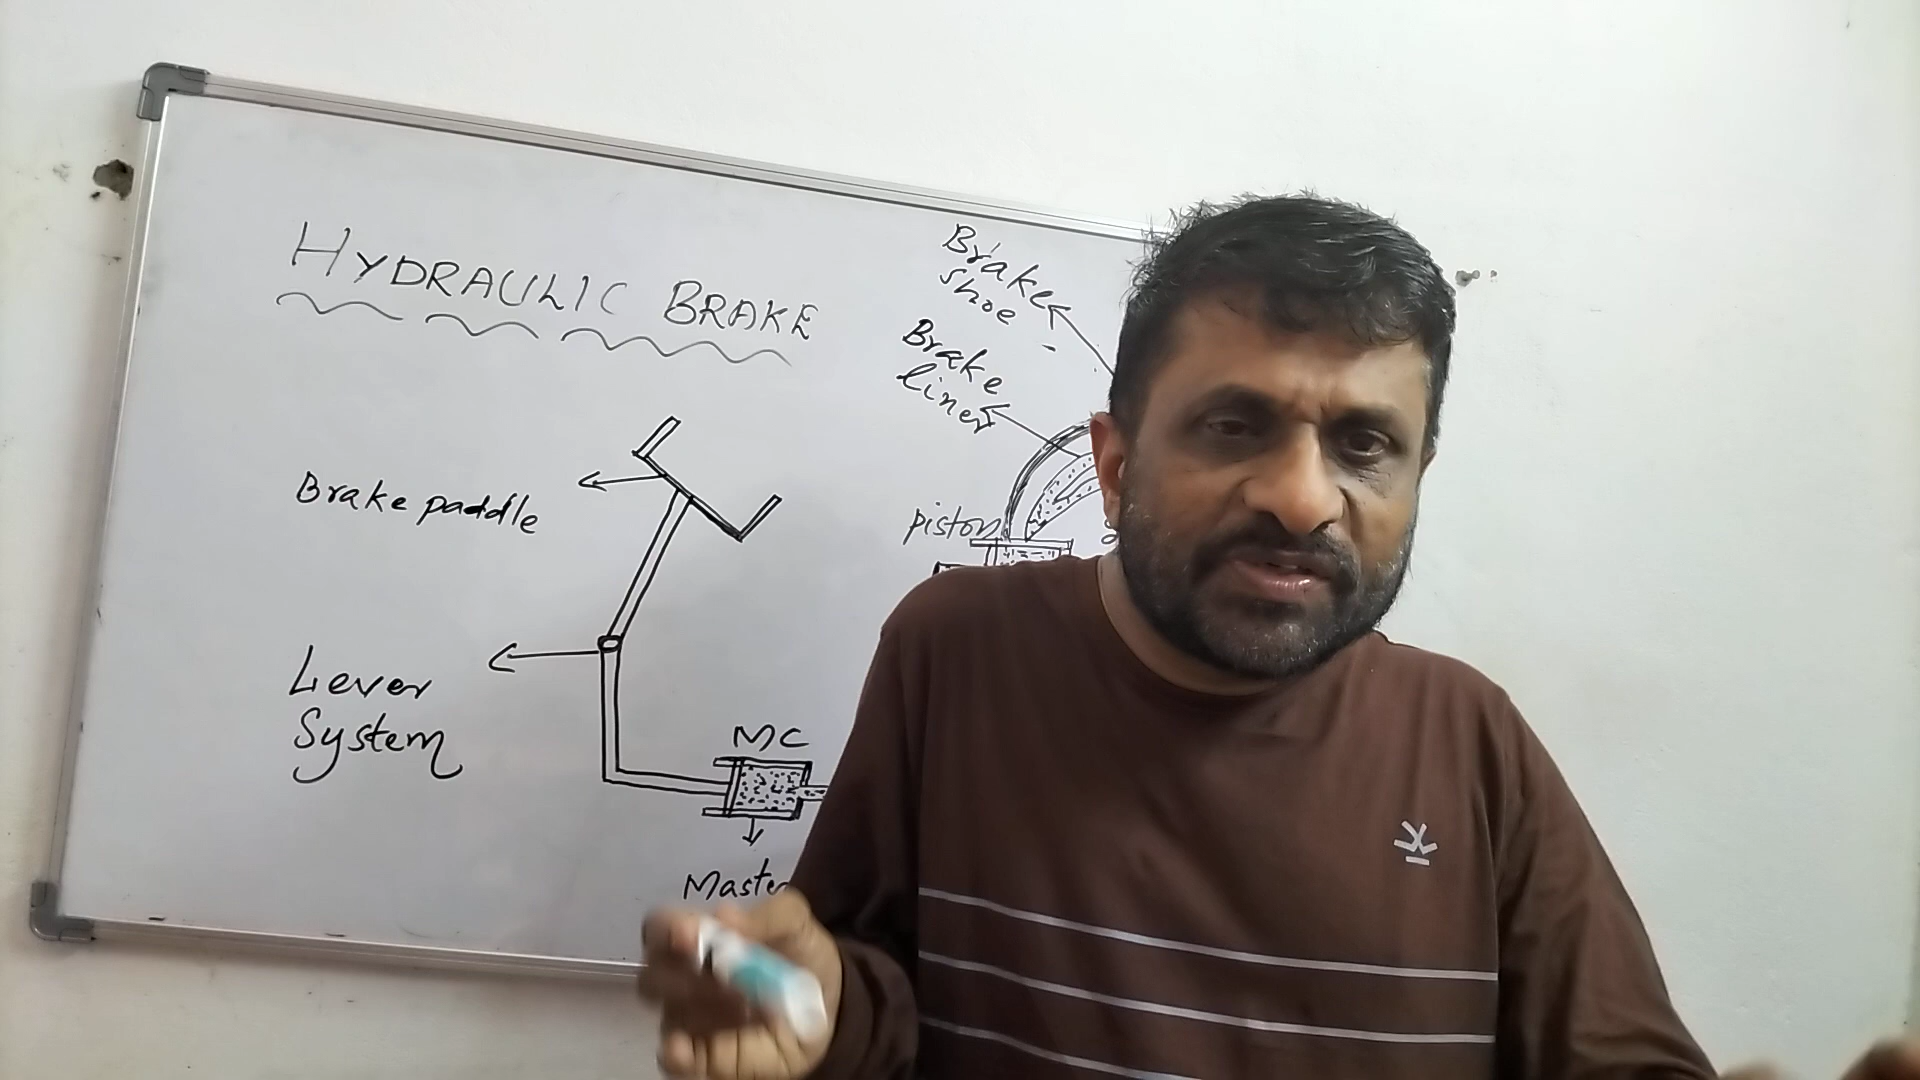 HYDRAULIC BRAKE
Brake
shoe
Brake
liner
Brake paddle
piston
Lever
System
MC
Master